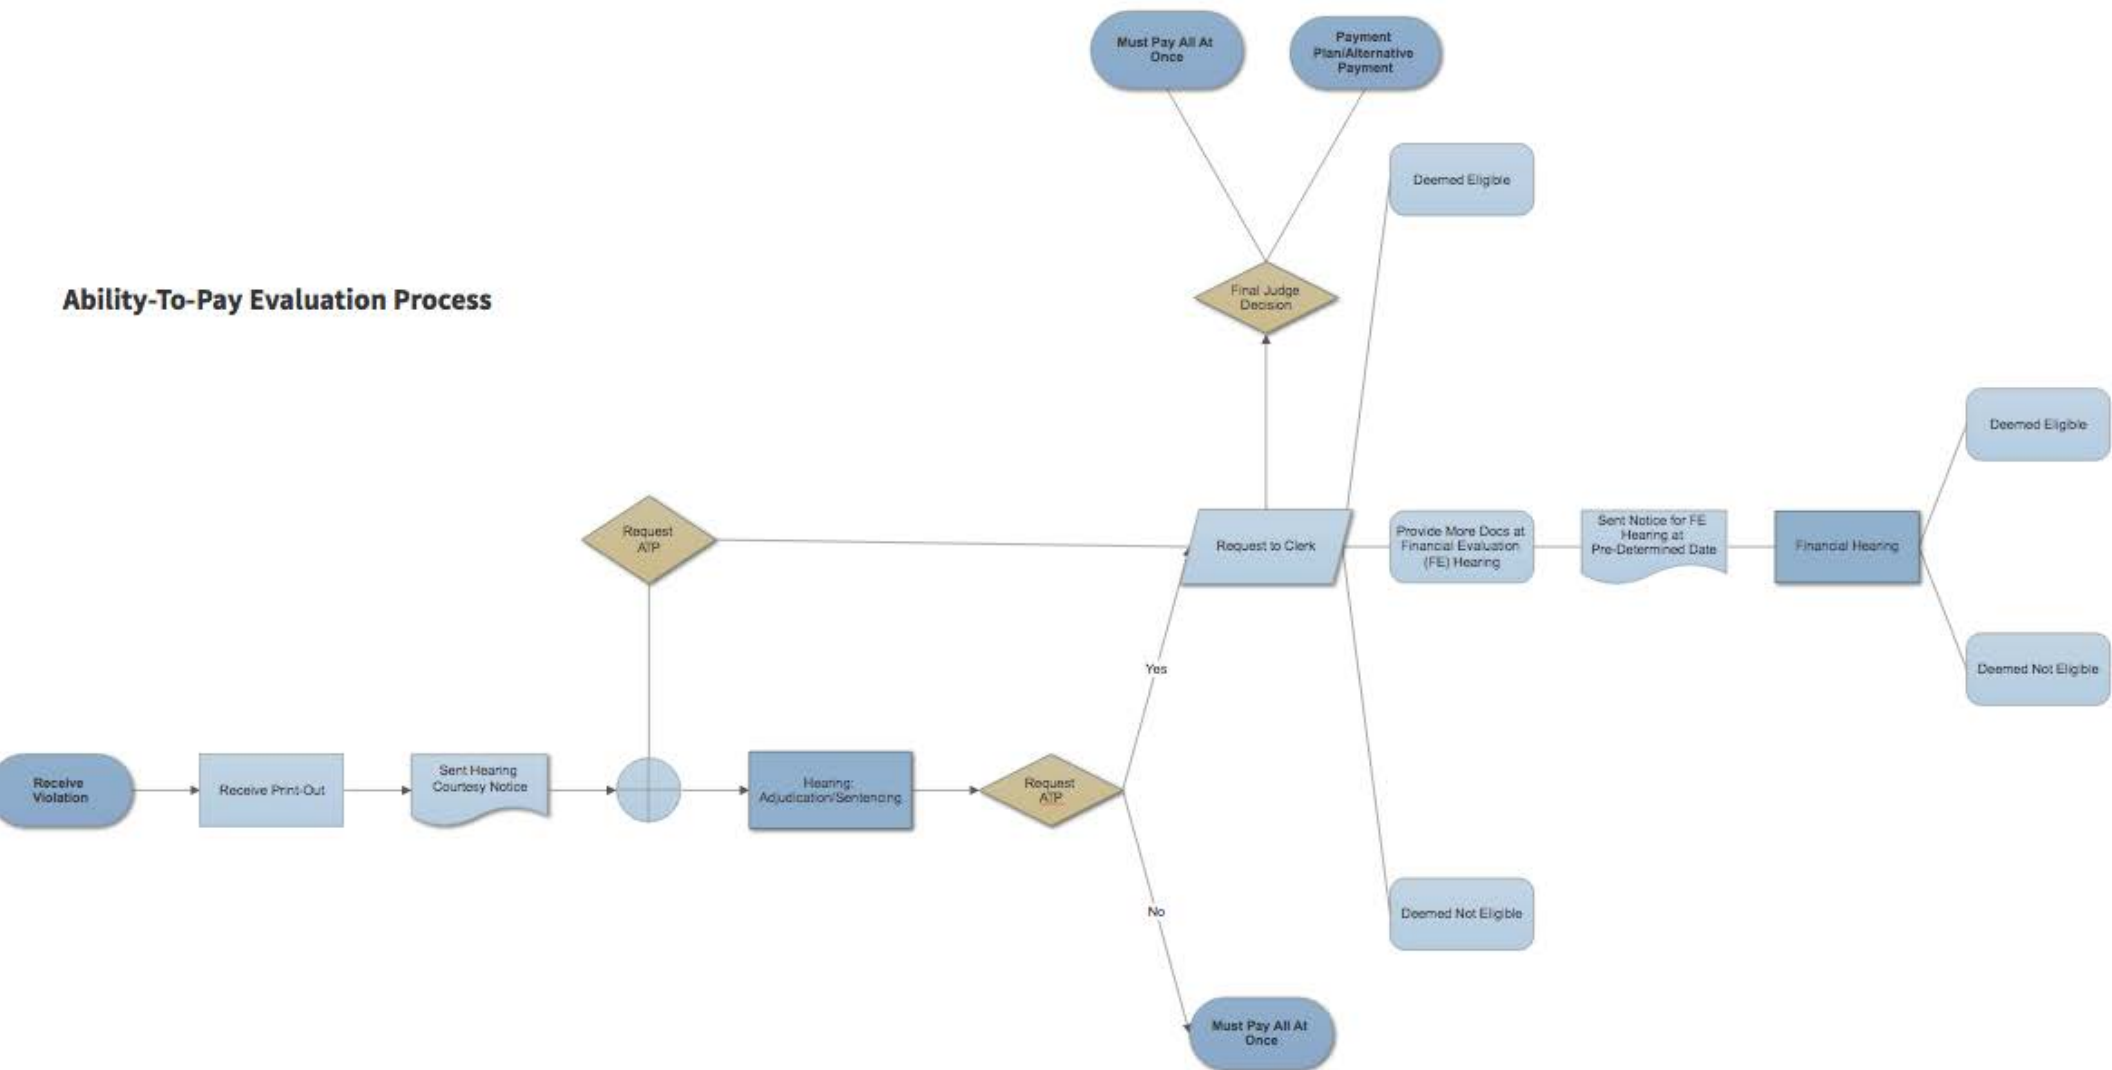 Must Pay All At
Once
Payment
Plan/Alternative
Payment
Deemed Eligible
Ability-To-Pay Evaluation Process
Final Judge
Decision
Deemed Eligible
Request
ATP
Request to Clerk
Provide More Docs at
Financial Evaluation
(FE) Hearing
Sent Notice for FE
Hearing at
Pre-Determined Date
Financial Hearing
Yes
Deemed Not Eligible
Receive
Violation
Receive Print-Out
Sent Hearing
Courtesy Notice
Hearing:
Adjudication/Sentencing
Request
ATP
No
Deemed Not Eligible
Must Pay All At
Once